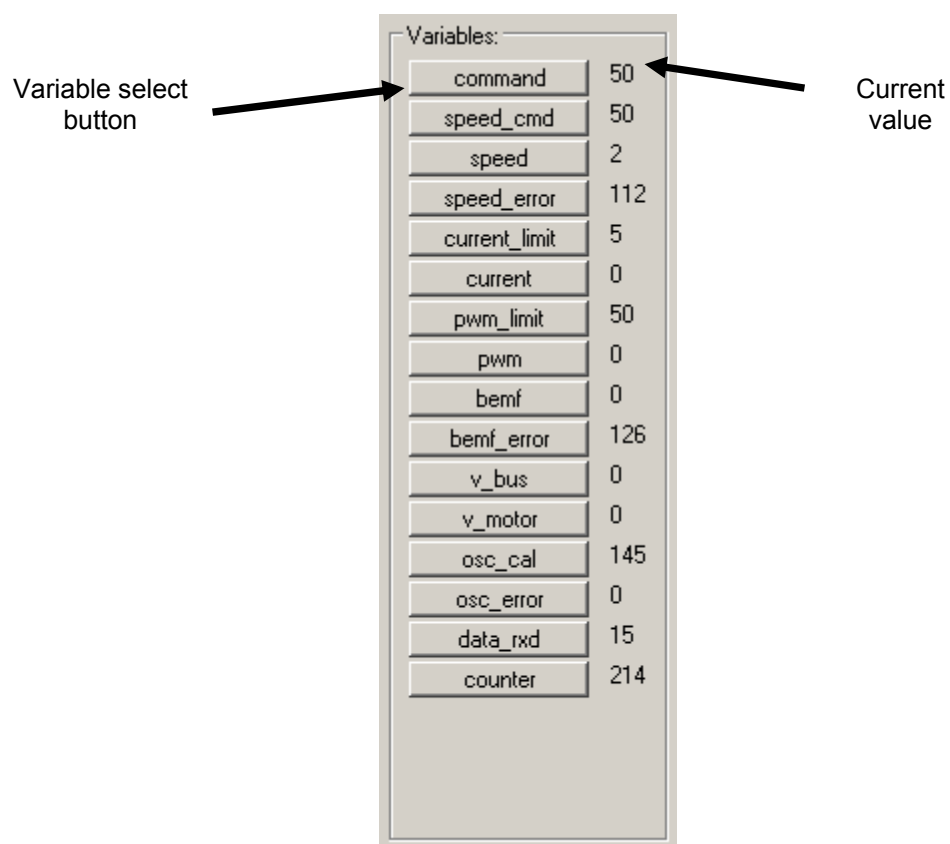 Variables:
Variable select
button
Current
value
command 50
speed_cmd 50
speed 2
speed_error 112
current_limit 5
current 0
pwm_limit 50
pwm 0
bemf 0
bemf_error 126
v_bus 0
v_motor 0
osc_cal 145
osc_error 0
data_rxd 15
counter 214